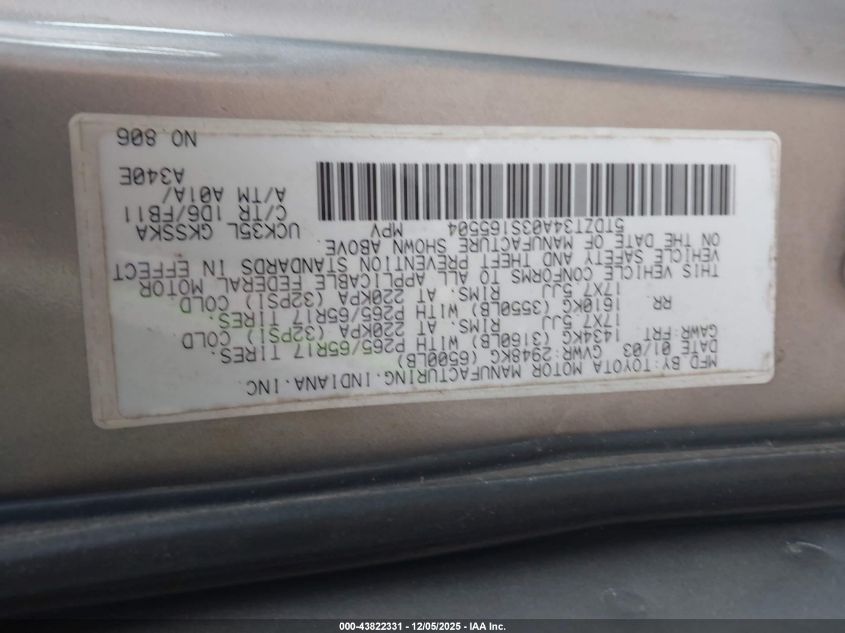 MFD BY:TOYOTA MOTOR MANUFACTURING.INDIANA.INC
DATE 01/03 GVWR:2948KG (6500LB)
GAWR:FRT 1434KG (3160LB) WITH P265/65R17 TIRES.
17X7.5JJ RIMS. AT 220KPA (32PSI) COLD
RR 1610KG (3550LB) WITH P265/65R17 TIRES.
17X7.5JJ RIMS. AT 220KPA (32PSI) COLD
THIS VEHICLE CONFORMS TO ALL APPLICABLE FEDERAL MOTOR
VEHICLE SAFETY AND THEFT PREVENTION STANDARDS IN EFFECT
ON THE DATE OF MANUFACTURE SHOWN ABOVE.
5TDZT34A03S165504 MPV
UCK35L GKSSKA
C/TR 1D6/FB11
A/TM A01A/
A340E
NO 806
000-43822331 - 12/05/2025 - IAA Inc.